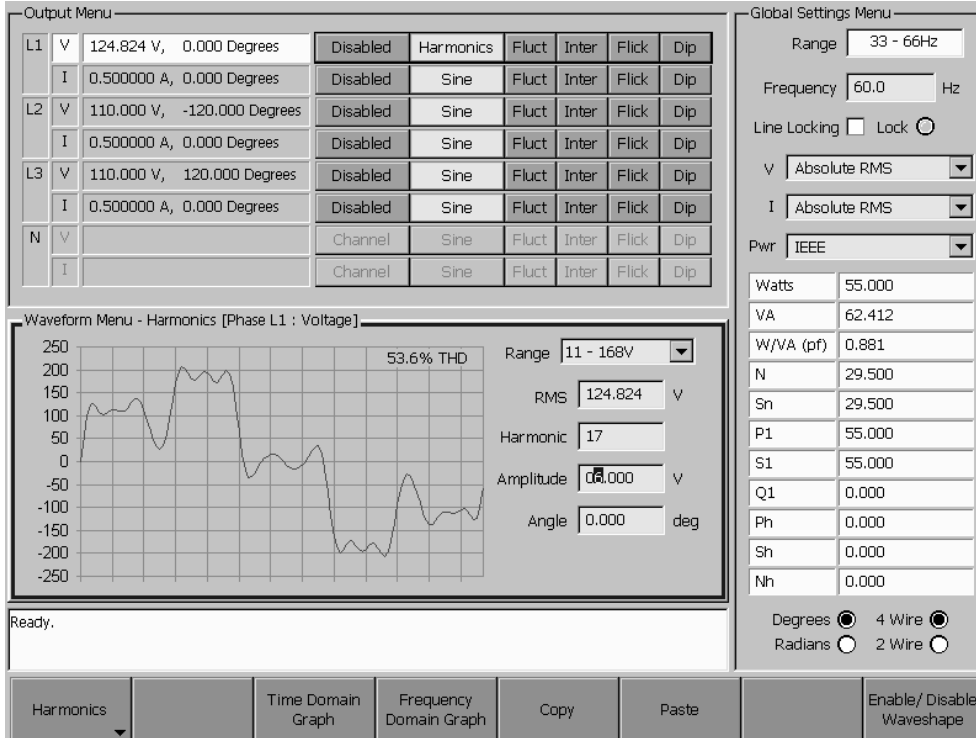 Output Menu
L1 V 124.824 V, 0.000 Degrees Disabled Harmonics Fluct Inter Flick Dip
I 0.500000 A, 0.000 Degrees Disabled Sine Fluct Inter Flick Dip
L2 V 110.000 V, -120.000 Degrees Disabled Sine Fluct Inter Flick Dip
I 0.500000 A, 0.000 Degrees Disabled Sine Fluct Inter Flick Dip
L3 V 110.000 V, 120.000 Degrees Disabled Sine Fluct Inter Flick Dip
I 0.500000 A, 0.000 Degrees Disabled Sine Fluct Inter Flick Dip
N V Channel Sine Fluct Inter Flick Dip
I Channel Sine Fluct Inter Flick Dip
Waveform Menu - Harmonics [Phase L1 : Voltage]
250
200
150
100
50
0
-50
-100
-150
-200
-250
53.6% THD
Range 11 - 168V
RMS 124.824 V
Harmonic 17
Amplitude 06.000 V
Angle 0.000 deg
Ready.
Global Settings Menu
Range 33 - 66Hz
Frequency 60.0 Hz
Line Locking Lock
V Absolute RMS
I Absolute RMS
Pwr IEEE
Watts 55.000
VA 62.412
W/VA (pf) 0.881
N 29.500
Sn 29.500
P1 55.000
S1 55.000
Q1 0.000
Ph 0.000
Sh 0.000
Nh 0.000
Degrees 4 Wire
Radians 2 Wire
Harmonics
Time Domain
Graph
Frequency
Domain Graph
Copy
Paste
Enable/ Disable
Waveshape